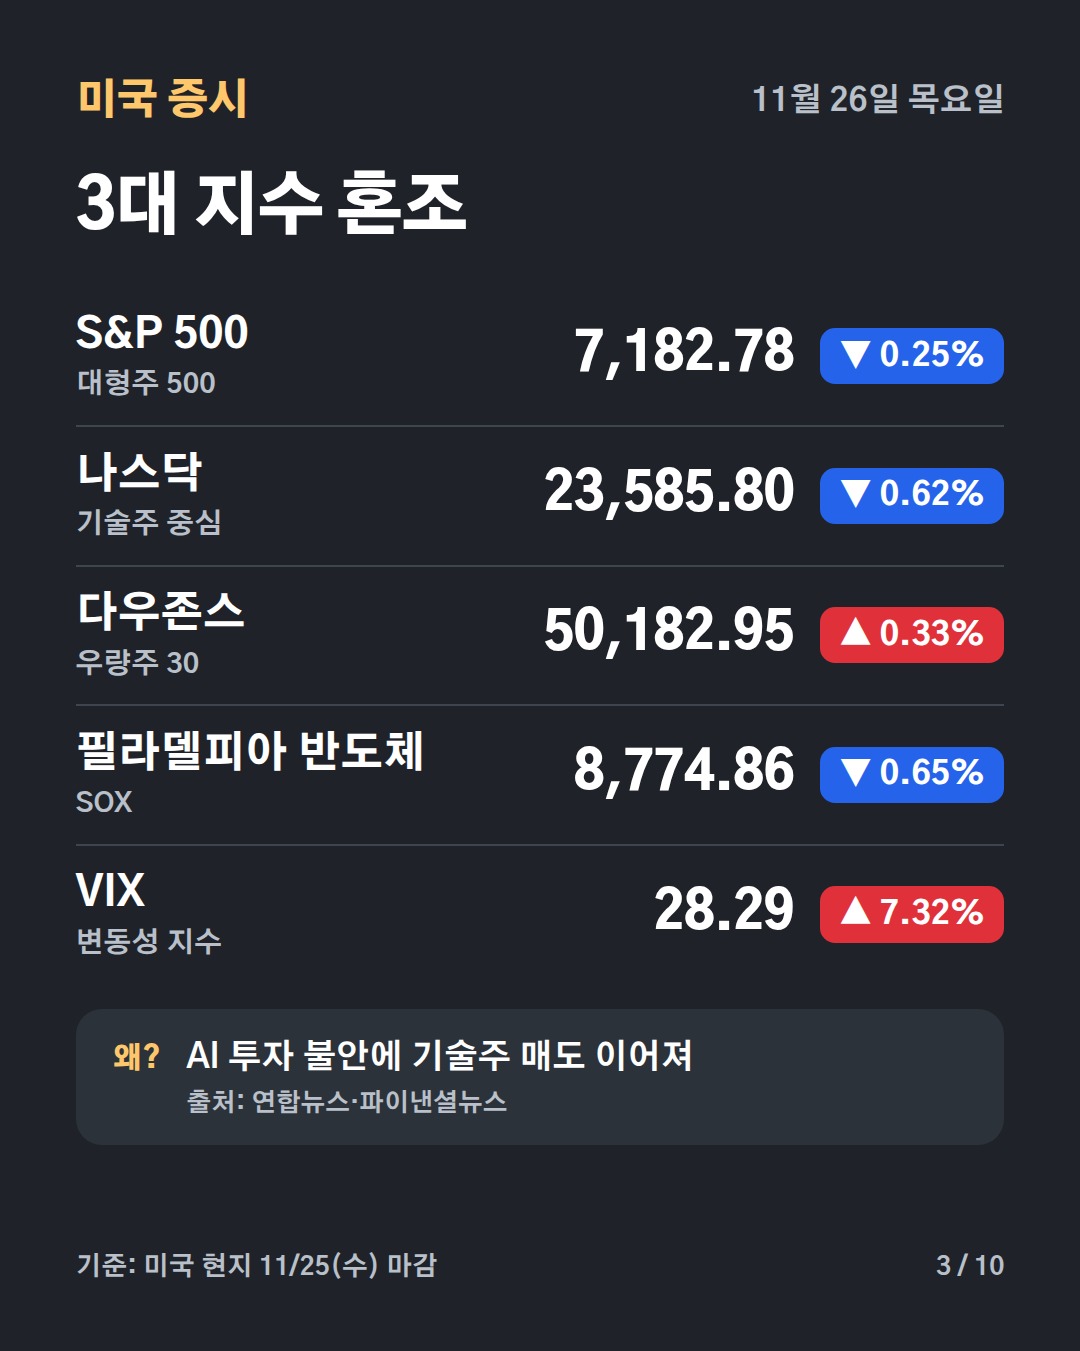 미국 증시
11월 26일 목요일
3대 지수 혼조
S&P 500
대형주 500
7,182.78
▼ 0.25%
나스닥
기술주 중심
23,585.80
▼ 0.62%
다우존스
우량주 30
50,182.95
▲ 0.33%
필라델피아 반도체
SOX
8,774.86
▼ 0.65%
VIX
변동성 지수
28.29
▲ 7.32%
왜? AI 투자 불안에 기술주 매도 이어져
출처: 연합뉴스·파이낸셜뉴스
기준: 미국 현지 11/25(수) 마감
3 / 10